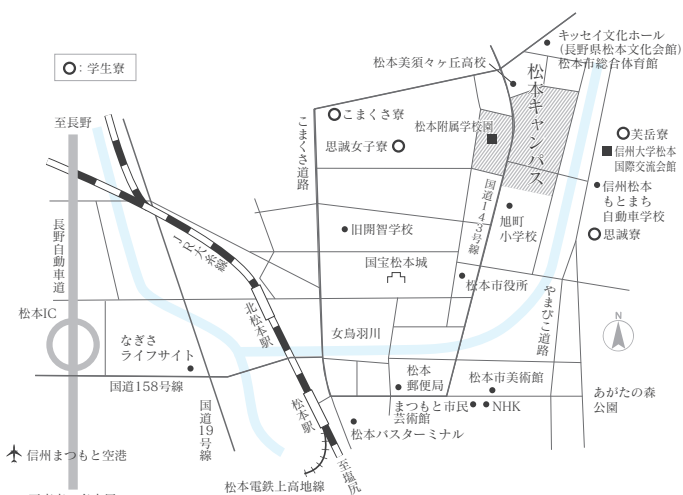 キッセイ文化ホール
(長野県松本文化会館)
松本市総合体育館
○: 学生寮
松本美須々ヶ丘高校
松本キャンパス
至長野
こまくさ寮
こまくさ道路
松本附属学校園
思誠女子寮
芙岳寮
信州大学松本
国際交流会館
信州松本
もとまち
自動車学校
思誠寮
国道143号線
旭町
小学校
長野自動車道
JR大糸線
旧開智学校
国宝松本城
松本市役所
やまびこ道路
N
松本IC
北松本駅
女鳥羽川
なぎさ
ライフサイト
国道158号線
国道19号線
松本駅
松本
郵便局
松本市美術館
あがたの森
公園
まつもと市民
芸術館
NHK
松本バスターミナル
信州まつもと空港
松本電鉄上高地線
至塩尻